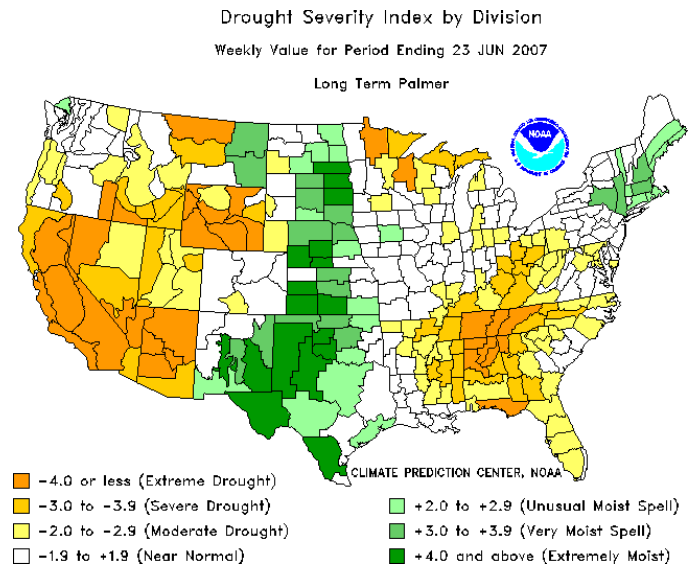 Drought Severity Index by Division
Weekly Value for Period Ending 23 JUN 2007
Long Term Palmer
NOAA
CLIMATE PREDICTION CENTER, NOAA
-4.0 or less (Extreme Drought)
-3.0 to -3.9 (Severe Drought)
-2.0 to -2.9 (Moderate Drought)
-1.9 to +1.9 (Near Normal)
+2.0 to +2.9 (Unusual Moist Spell)
+3.0 to +3.9 (Very Moist Spell)
+4.0 and above (Extremely Moist)